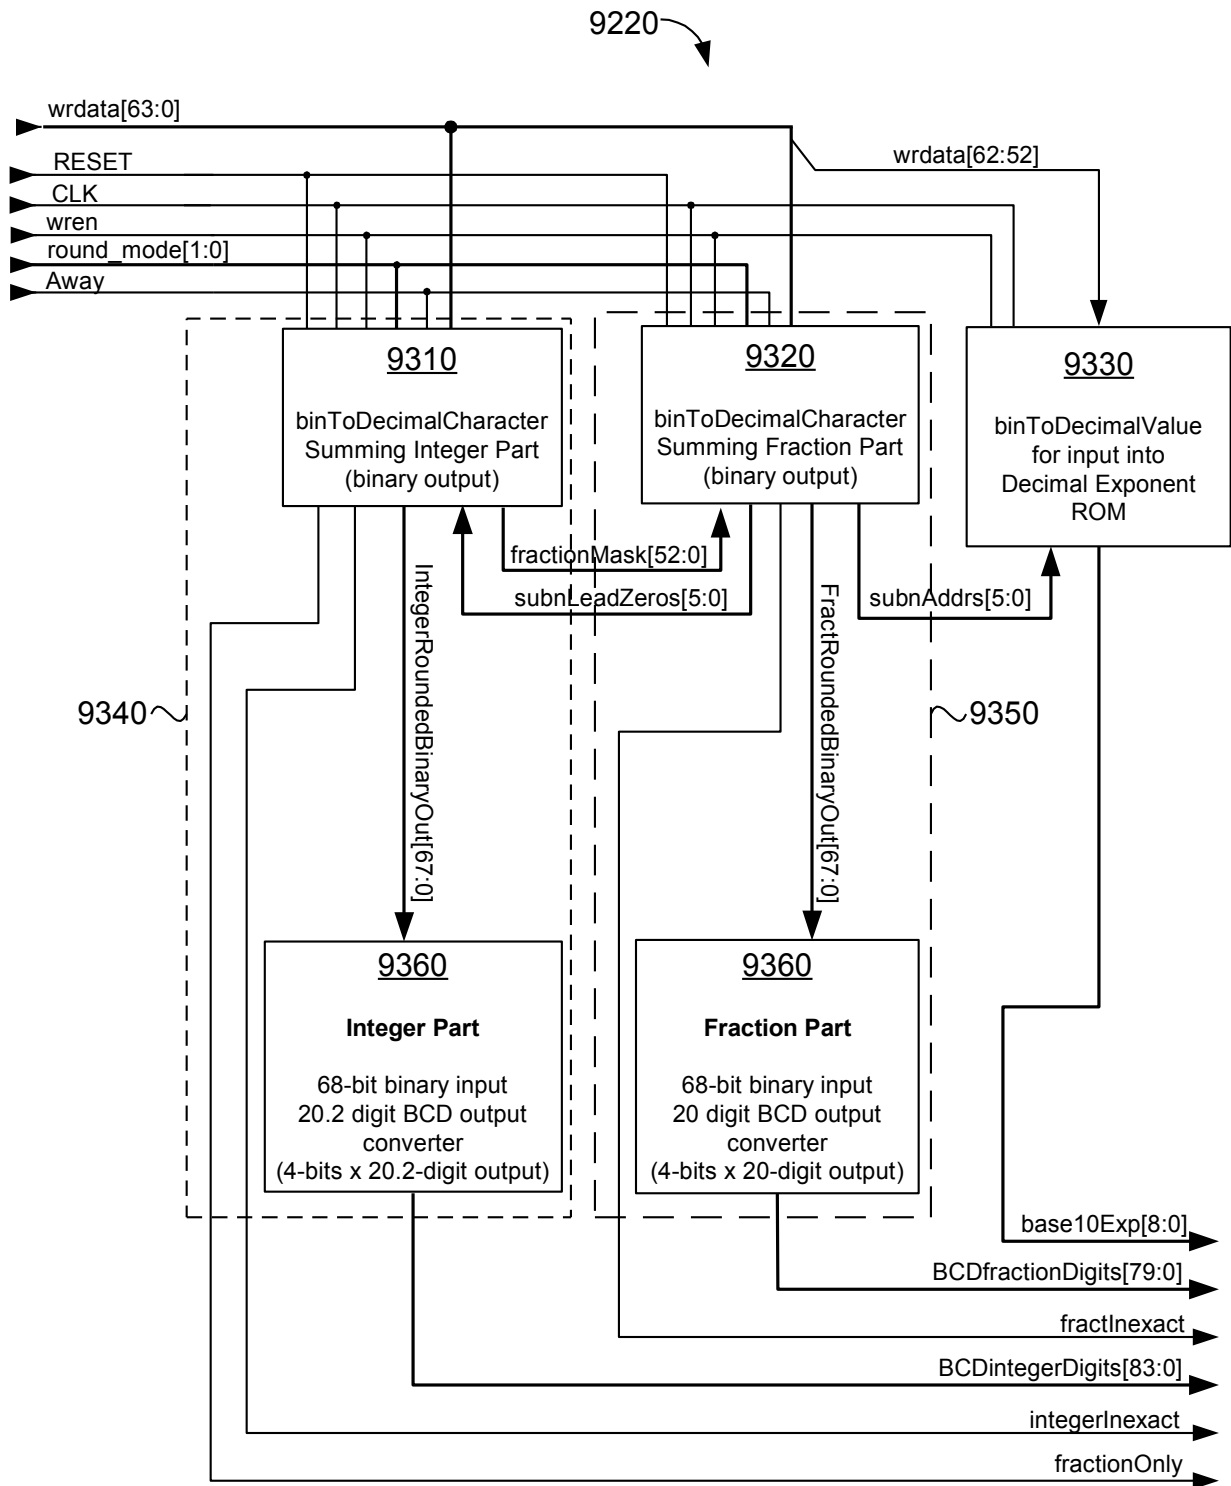 9220
wrdata[63:0]
RESET
wrdata[62:52]
CLK
wren
round_mode[1:0]
Away
9310
binToDecimalCharacter
Summing Integer Part
(binary output)
9320
binToDecimalCharacter
Summing Fraction Part
(binary output)
9330
binToDecimalValue
for input into
Decimal Exponent
ROM
fractionMask[52:0]
subnLeadZeros[5:0]
subnAddrs[5:0]
IntegerRoundedBinaryOut[67:0]
FractRoundedBinaryOut[67:0]
9340
9350
9360
Integer Part
68-bit binary input
20.2 digit BCD output
converter
(4-bits x 20.2-digit output)
9360
Fraction Part
68-bit binary input
20 digit BCD output
converter
(4-bits x 20-digit output)
base10Exp[8:0]
BCDfractionDigits[79:0]
fractInexact
BCDintegerDigits[83:0]
integerInexact
fractionOnly